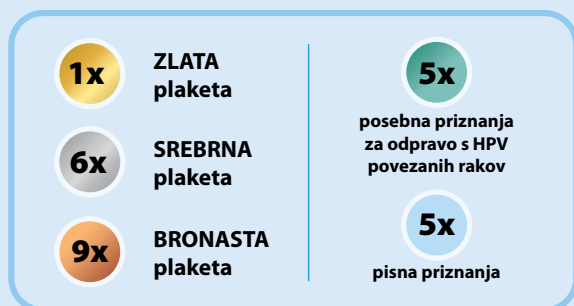 1x
ZLATA
plaketa
6x
SREBRNA
plaketa
9x
BRONASTA
plaketa
5x
posebna priznanja
za odpravo s HPV
povezanih rakov
5x
pisna priznanja